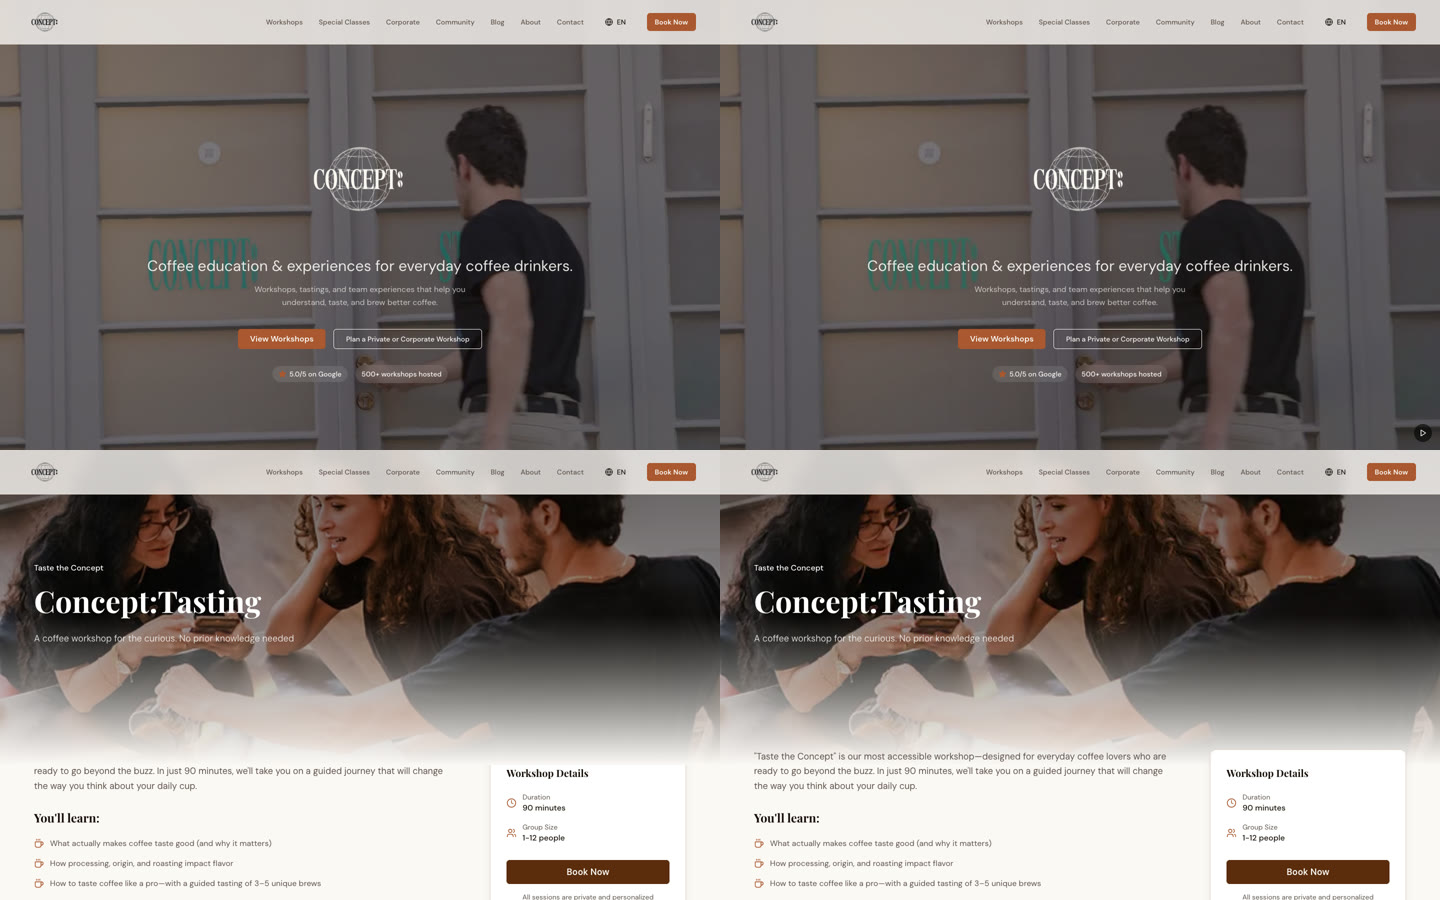 CONCEPT:
Workshops
Special Classes
Corporate
Community
Blog
About
Contact
EN
Book Now
CONCEPT:
CONCEPT:
ST
Coffee education & experiences for everyday coffee drinkers.
Workshops, tastings, and team experiences that help you
understand, taste, and brew better coffee.
View Workshops
Plan a Private or Corporate Workshop
5.0/5 on Google
500+ workshops hosted
CONCEPT:
Workshops
Special Classes
Corporate
Community
Blog
About
Contact
EN
Book Now
CONCEPT:
CONCEPT:
ST
Coffee education & experiences for everyday coffee drinkers.
Workshops, tastings, and team experiences that help you
understand, taste, and brew better coffee.
View Workshops
Plan a Private or Corporate Workshop
5.0/5 on Google
500+ workshops hosted
CONCEPT:
Workshops
Special Classes
Corporate
Community
Blog
About
Contact
EN
Book Now
Taste the Concept
Concept:Tasting
A coffee workshop for the curious. No prior knowledge needed
ready to go beyond the buzz. In just 90 minutes, we'll take you on a guided journey that will change
the way you think about your daily cup.
You'll learn:
What actually makes coffee taste good (and why it matters)
How processing, origin, and roasting impact flavor
How to taste coffee like a pro—with a guided tasting of 3–5 unique brews
Workshop Details
Duration
90 minutes
Group Size
1–12 people
Book Now
All sessions are private and personalized
CONCEPT:
Workshops
Special Classes
Corporate
Community
Blog
About
Contact
EN
Book Now
Taste the Concept
Concept:Tasting
A coffee workshop for the curious. No prior knowledge needed
"Taste the Concept" is our most accessible workshop—designed for everyday coffee lovers who are
ready to go beyond the buzz. In just 90 minutes, we'll take you on a guided journey that will change
the way you think about your daily cup.
You'll learn:
What actually makes coffee taste good (and why it matters)
How processing, origin, and roasting impact flavor
How to taste coffee like a pro—with a guided tasting of 3–5 unique brews
Workshop Details
Duration
90 minutes
Group Size
1–12 people
Book Now
All sessions are private and personalized